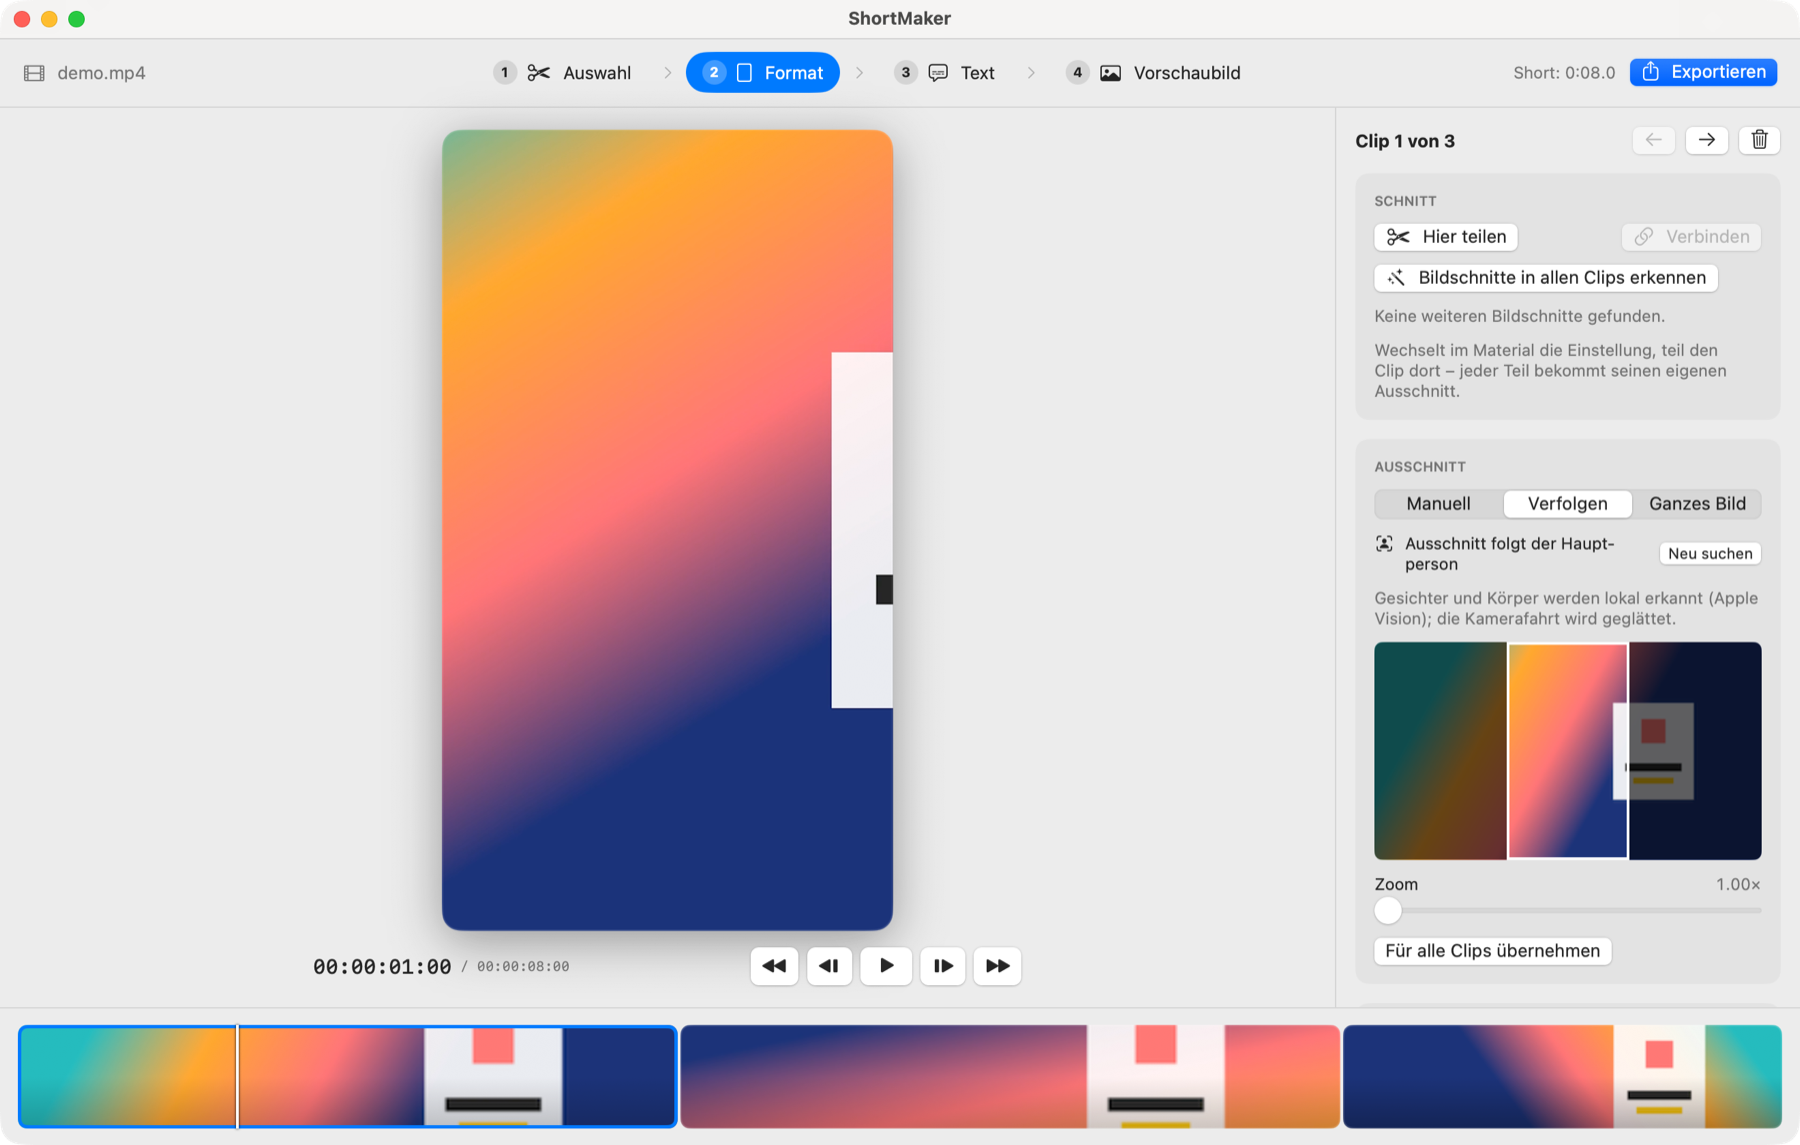 ShortMaker
demo.mp4
1 Auswahl
2 Format
3 Text
4 Vorschaubild
Short: 0:08.0
Exportieren
Clip 1 von 3
SCHNITT
Hier teilen
Verbinden
Bildschnitte in allen Clips erkennen
Keine weiteren Bildschnitte gefunden.
Wechselt im Material die Einstellung, teil den
Clip dort – jeder Teil bekommt seinen eigenen
Ausschnitt.
AUSSCHNITT
Manuell
Verfolgen
Ganzes Bild
Ausschnitt folgt der Haupt-
person
Neu suchen
Gesichter und Körper werden lokal erkannt (Apple
Vision); die Kamerafahrt wird geglättet.
Zoom
1.00×
Für alle Clips übernehmen
00:00:01:00 / 00:00:08:00